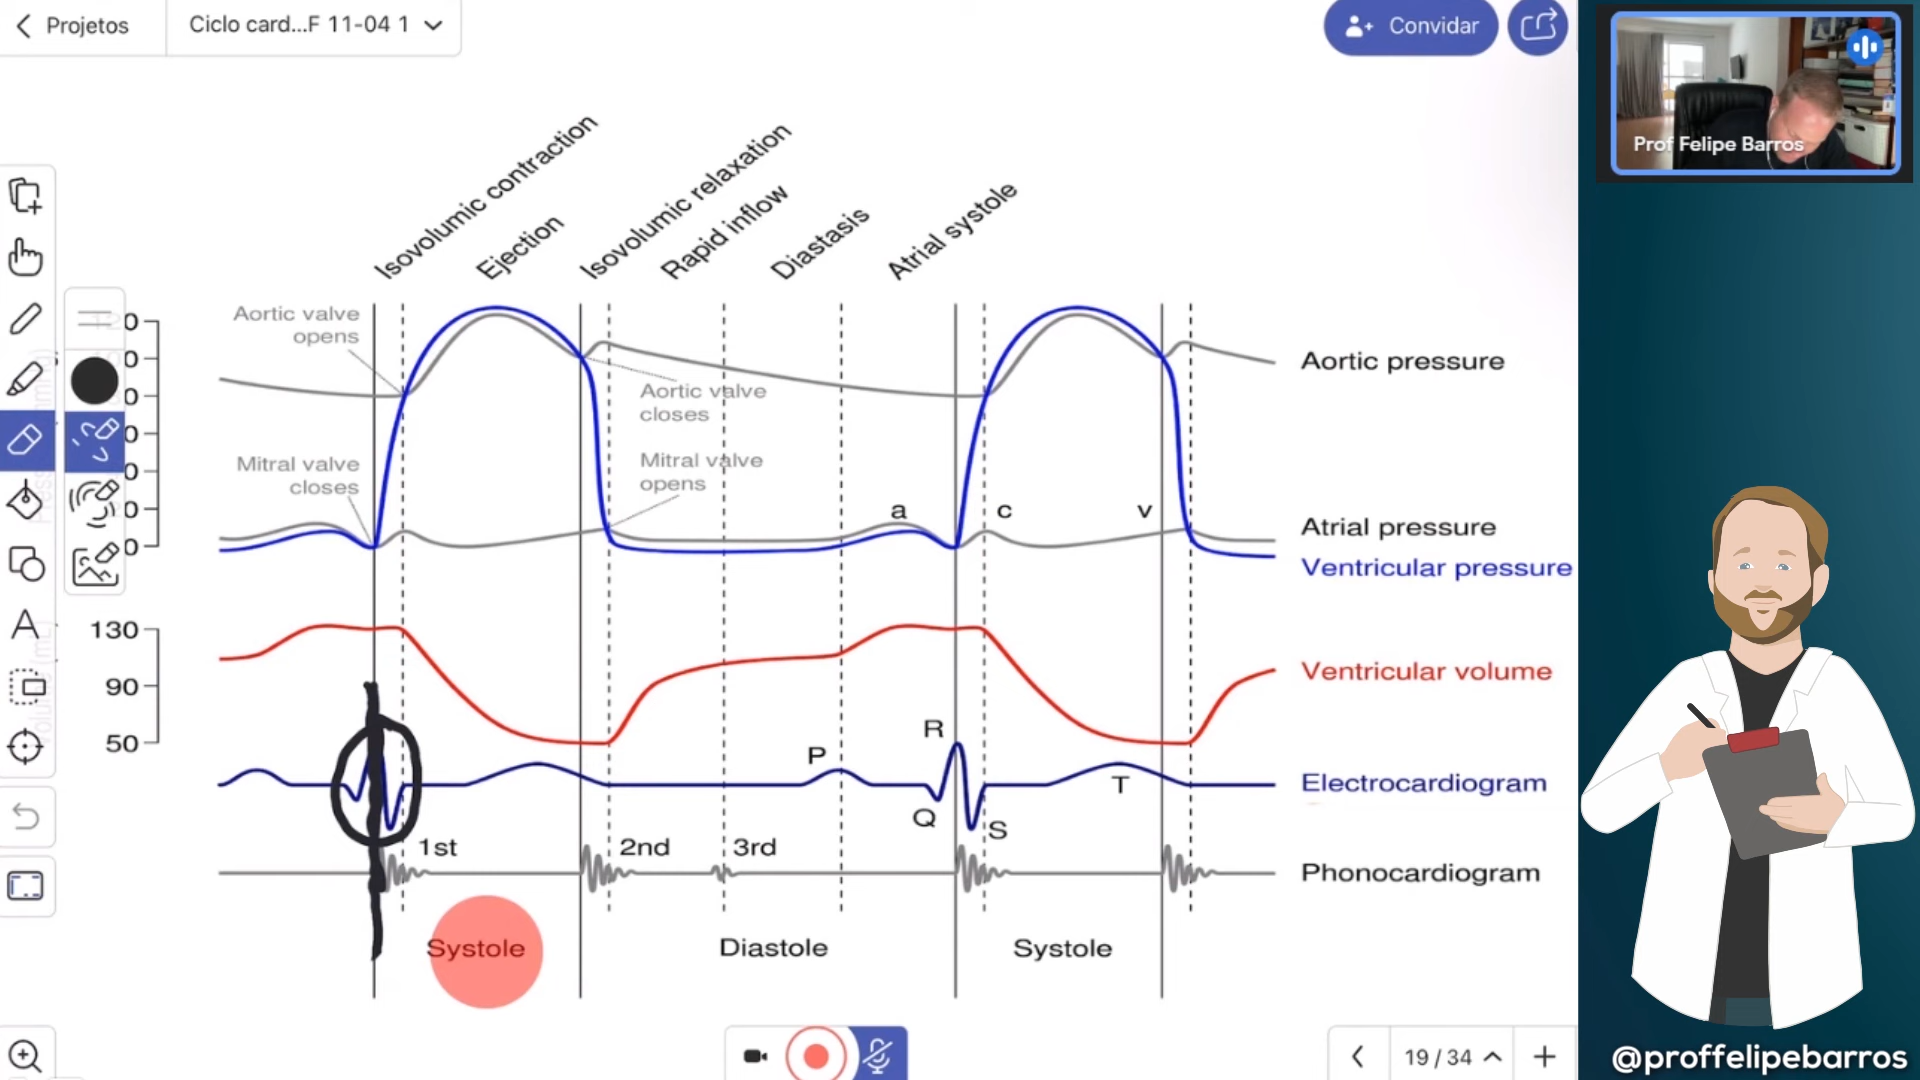 Projetos
Ciclo card...F 11-04 1
Convidar
Prof Felipe Barros
Isovolumic contraction
Ejection
Isovolumic relaxation
Rapid inflow
Diastasis
Atrial systole
Aortic valve
opens
Aortic valve
closes
Mitral valve
closes
Mitral valve
opens
a
c
v
Aortic pressure
Atrial pressure
Ventricular pressure
130
90
50
Ventricular volume
R
P
Q
S
T
Electrocardiogram
1st
2nd
3rd
Phonocardiogram
Systole
Diastole
Systole
A
19 / 34
@proffelipebarros